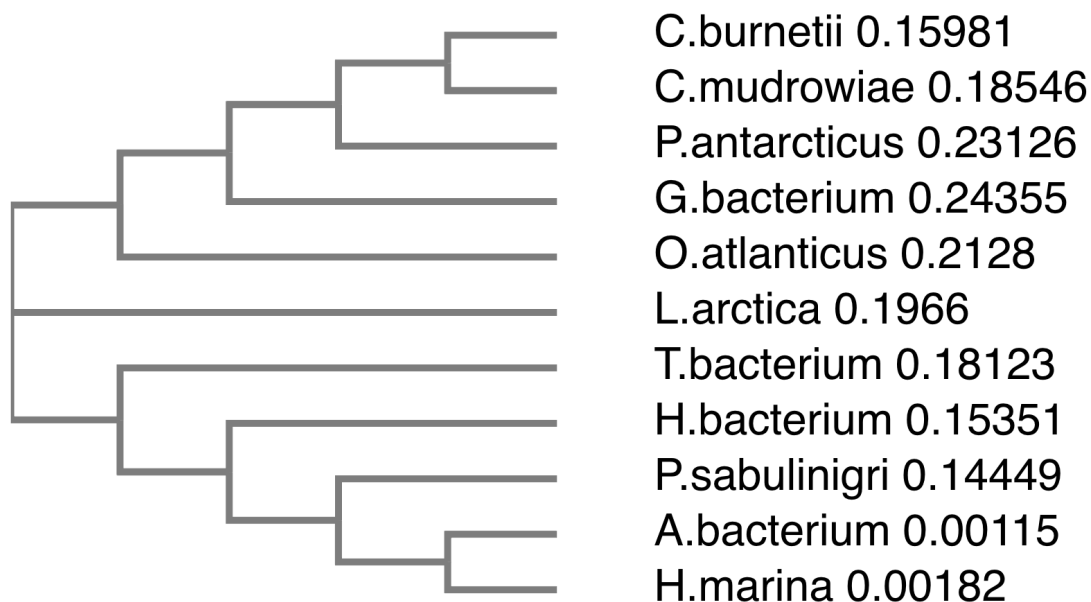 C.burnetii 0.15981
C.mudrowiae 0.18546
P.antarcticus 0.23126
G.bacterium 0.24355
O.atlanticus 0.2128
L.arctica 0.1966
T.bacterium 0.18123
H.bacterium 0.15351
P.sabulinigri 0.14449
A.bacterium 0.00115
H.marina 0.00182